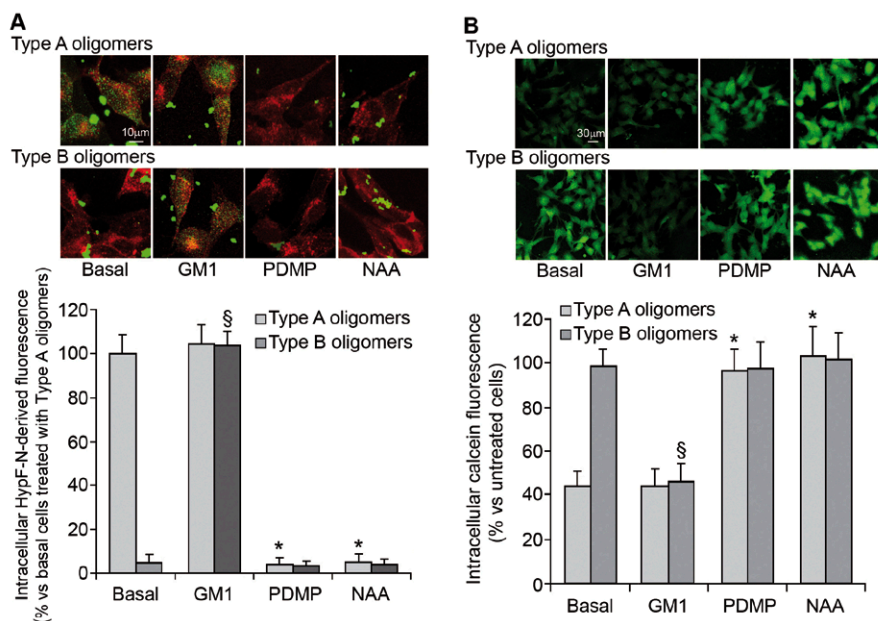 A
Type A oligomers
10μm
Type B oligomers
Basal GM1 PDMP NAA
Intracellular HypF-N-derived fluorescence
(% vs basal cells treated with Type A oligomers)
120
100
80
60
40
20
0
§
Type A oligomers
Type B oligomers
* *
Basal GM1 PDMP NAA
B
Type A oligomers
30μm
Type B oligomers
Basal GM1 PDMP NAA
Intracellular calcein fluorescence
(% vs untreated cells)
120
100
80
60
40
20
0
Type A oligomers
Type B oligomers
* *
§
Basal GM1 PDMP NAA